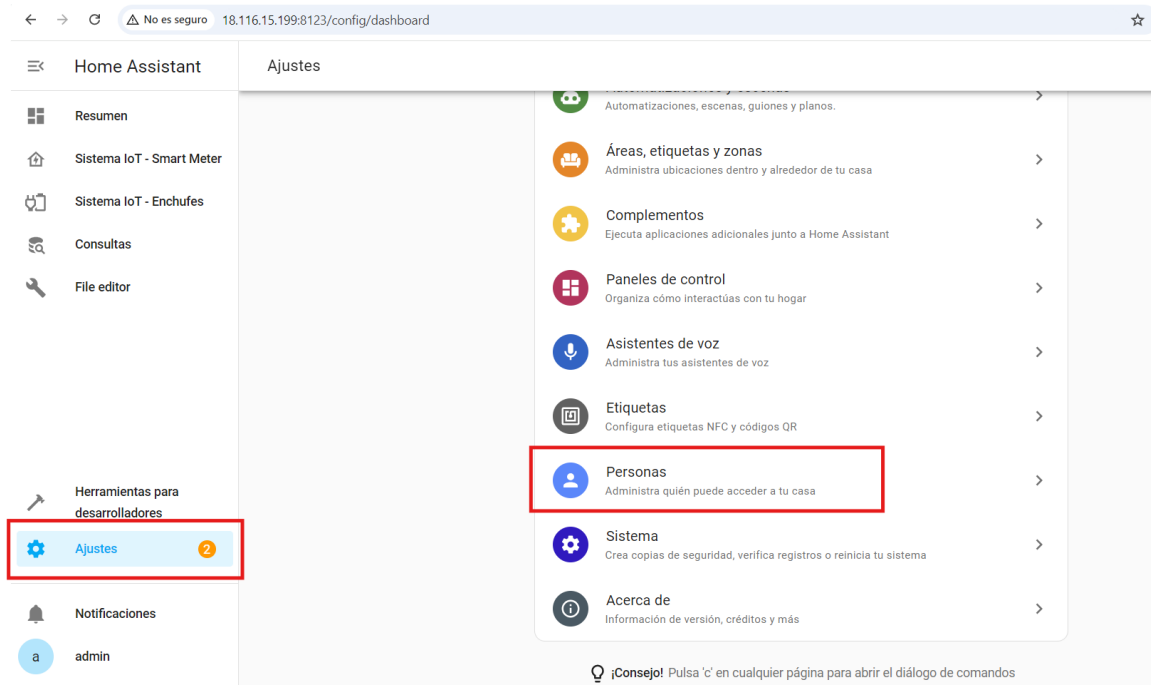 No es seguro 18.116.15.199:8123/config/dashboard
Home Assistant
Ajustes
Resumen
Sistema IoT - Smart Meter
Sistema IoT - Enchufes
Consultas
File editor
Herramientas para
desarrolladores
Ajustes 2
Notificaciones
a admin
Automatizaciones, escenas, guiones y planos.
Áreas, etiquetas y zonas
Administra ubicaciones dentro y alrededor de tu casa
Complementos
Ejecuta aplicaciones adicionales junto a Home Assistant
Paneles de control
Organiza cómo interactúas con tu hogar
Asistentes de voz
Administra tus asistentes de voz
Etiquetas
Configura etiquetas NFC y códigos QR
Personas
Administra quién puede acceder a tu casa
Sistema
Crea copias de seguridad, verifica registros o reinicia tu sistema
Acerca de
Información de versión, créditos y más
¡Consejo! Pulsa 'c' en cualquier página para abrir el diálogo de comandos